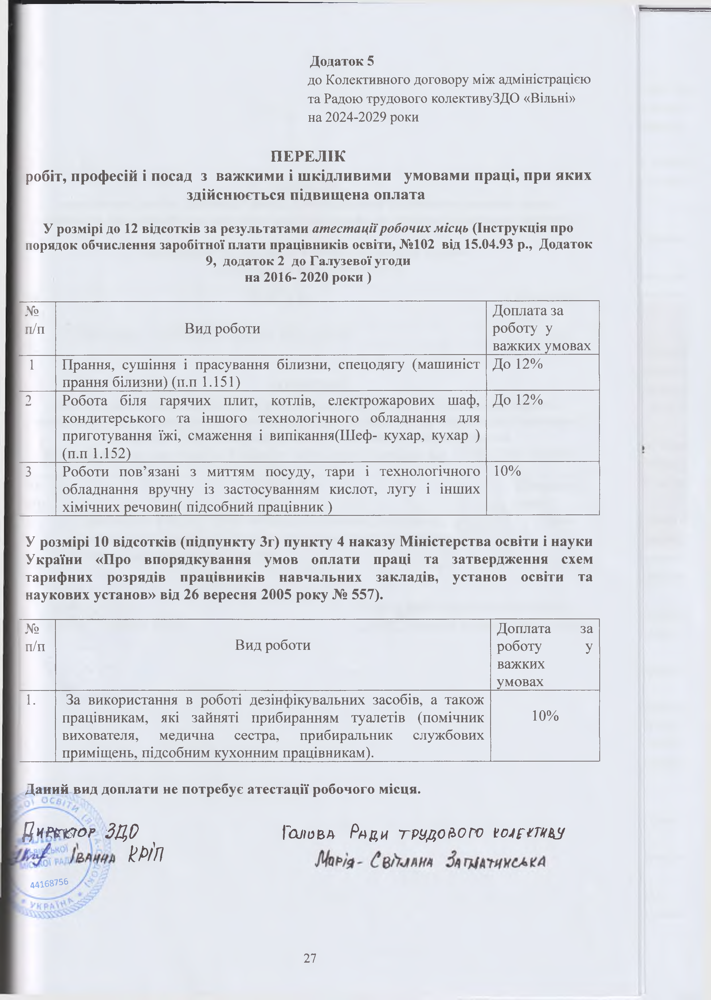 Додаток 5
до Колективного договору між адміністрацією
та Радою трудового колективуЗДО «Вільні»
на 2024-2029 роки
ПЕРЕЛІК
робіт, професій і посад з важкими і шкідливими умовами праці, при яких
здійснюється підвищена оплата
У розмірі до 12 відсотків за результатами атестації робочих місць (Інструкція про
порядок обчислення заробітної плати працівників освіти, №102 від 15.04.93 р., Додаток
9, додаток 2 до Галузевої угоди
на 2016- 2020 роки )
№
п/п
Вид роботи
Доплата за
роботу у
важких умовах
1
Прання, сушіння і прасування білизни, спецодягу (машиніст
прання білизни) (п.п 1.151)
До 12%
2
Робота біля гарячих плит, котлів, електрожарових шаф,
кондитерського та іншого технологічного обладнання для
приготування їжі, смаження і випікання(Шеф- кухар, кухар )
(п.п 1.152)
До 12%
3
Роботи пов’язані з миттям посуду, тари і технологічного
обладнання вручну із застосуванням кислот, лугу і інших
хімічних речовин( підсобний працівник )
10%
У розмірі 10 відсотків (підпункту 3г) пункту 4 наказу Міністерства освіти і науки
України «Про впорядкування умов оплати праці та затвердження схем
тарифних розрядів працівників навчальних закладів, установ освіти та
наукових установ» від 26 вересня 2005 року № 557).
№
п/п
Вид роботи
Доплата за
роботу у
важких
умовах
1.
За використання в роботі дезінфікувальних засобів, а також
працівникам, які зайняті прибиранням туалетів (помічник
вихователя, медична сестра, прибиральник службових
приміщень, підсобним кухонним працівникам).
10%
Даний вид доплати не потребує атестації робочого місця.
Директор ЗДО
Іванна КРІП
Голова Ради трудового колективу
Марія- Світлана Заплатинська
ОСВІТИ
МІСЬКОЇ РАДИ
44168756
УКРАЇНА
27